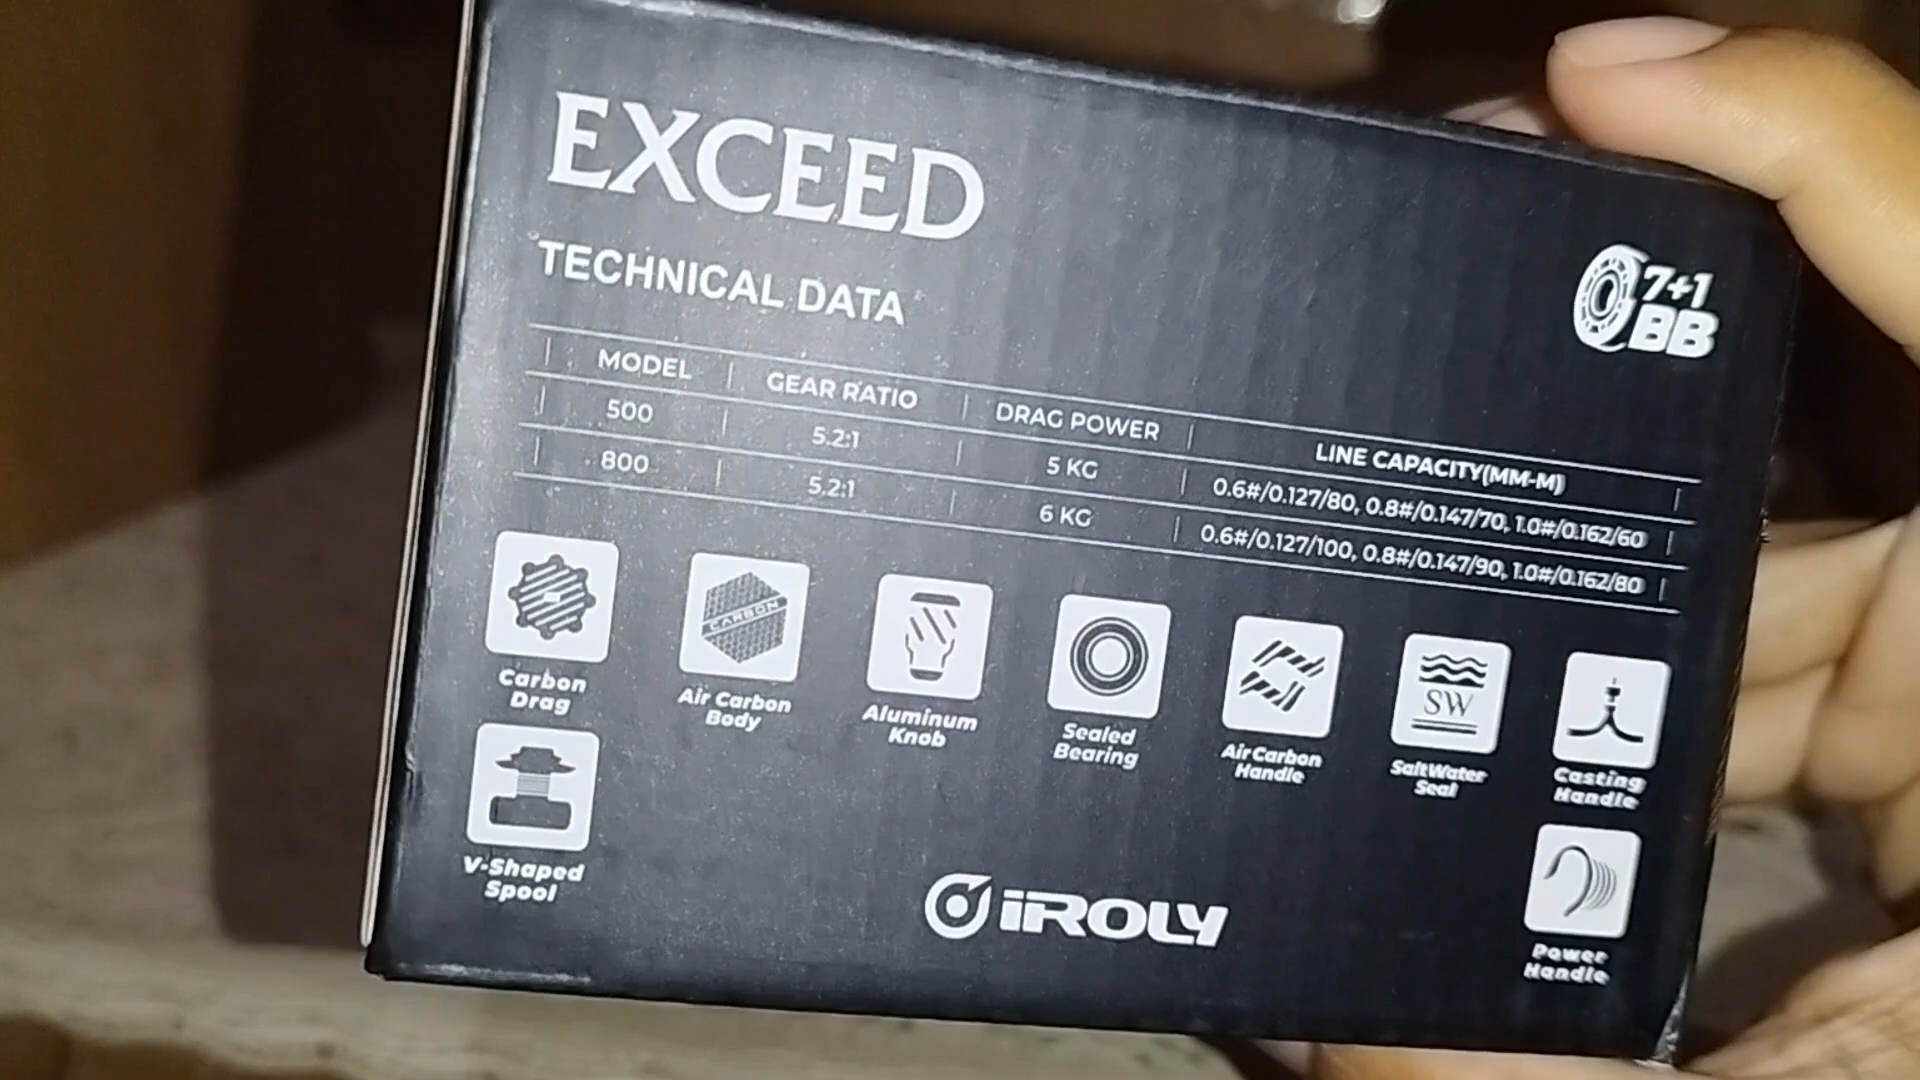 EXCEED
TECHNICAL DATA
7+1
BB
MODEL GEAR RATIO DRAG POWER LINE CAPACITY(MM-M)
500 5.2:1 5 KG 0.6#/0.127/80, 0.8#/0.147/70, 1.0#/0.162/60
800 5.2:1 6 KG 0.6#/0.127/100, 0.8#/0.147/90, 1.0#/0.162/80
CARBON
SW
Carbon
Drag
Air Carbon
Body
Aluminum
Knob
Sealed
Bearing
Air Carbon
Handle
SaltWater
Seal
Casting
Handle
V-Shaped
Spool
Power
Handle
iROLY